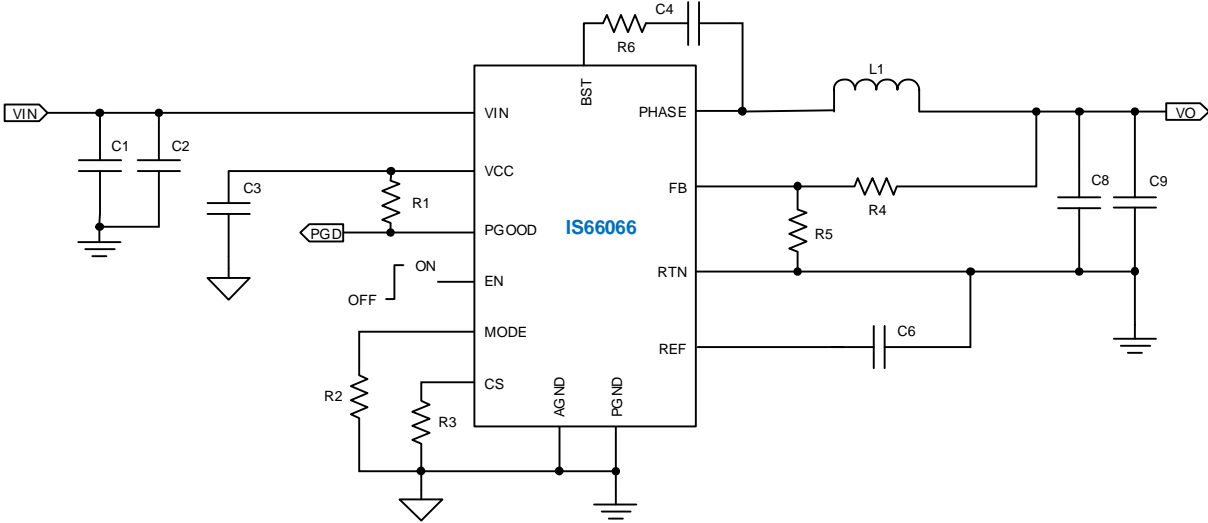 C4
R6
BST
L1
VIN
VIN
PHASE
VO
C1
C2
VCC
C3
R1
FB
R4
C8
C9
PGD
PGOOD
IS66066
R5
ON
OFF
EN
RTN
MODE
REF
C6
R2
CS
R3
AGND
PGND